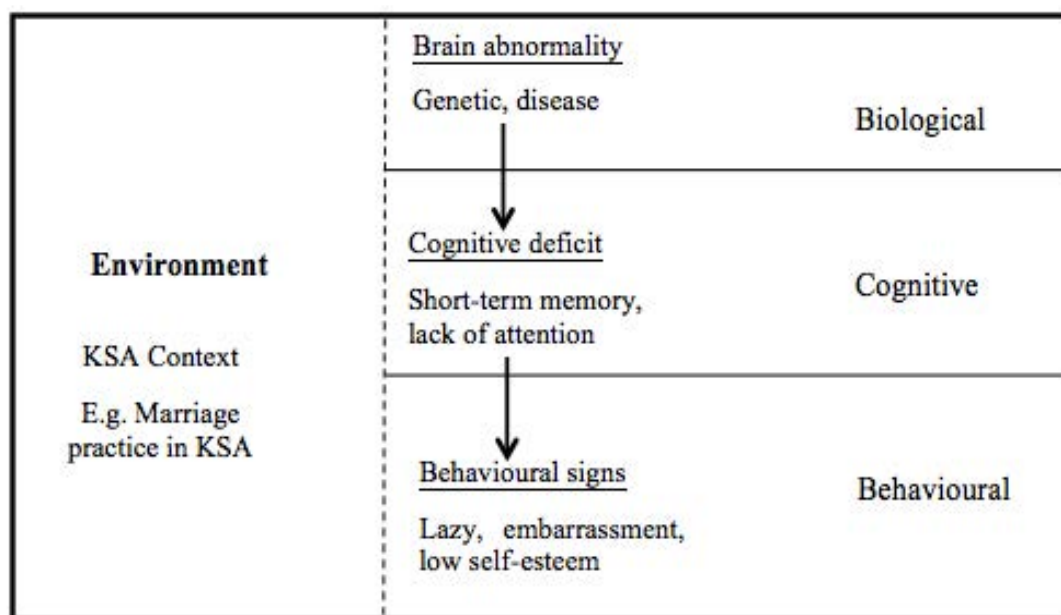 Environment
KSA Context
E.g. Marriage
practice in KSA
Brain abnormality
Genetic, disease
Biological
Cognitive deficit
Short-term memory,
lack of attention
Cognitive
Behavioural signs
Lazy, embarrassment,
low self-esteem
Behavioural